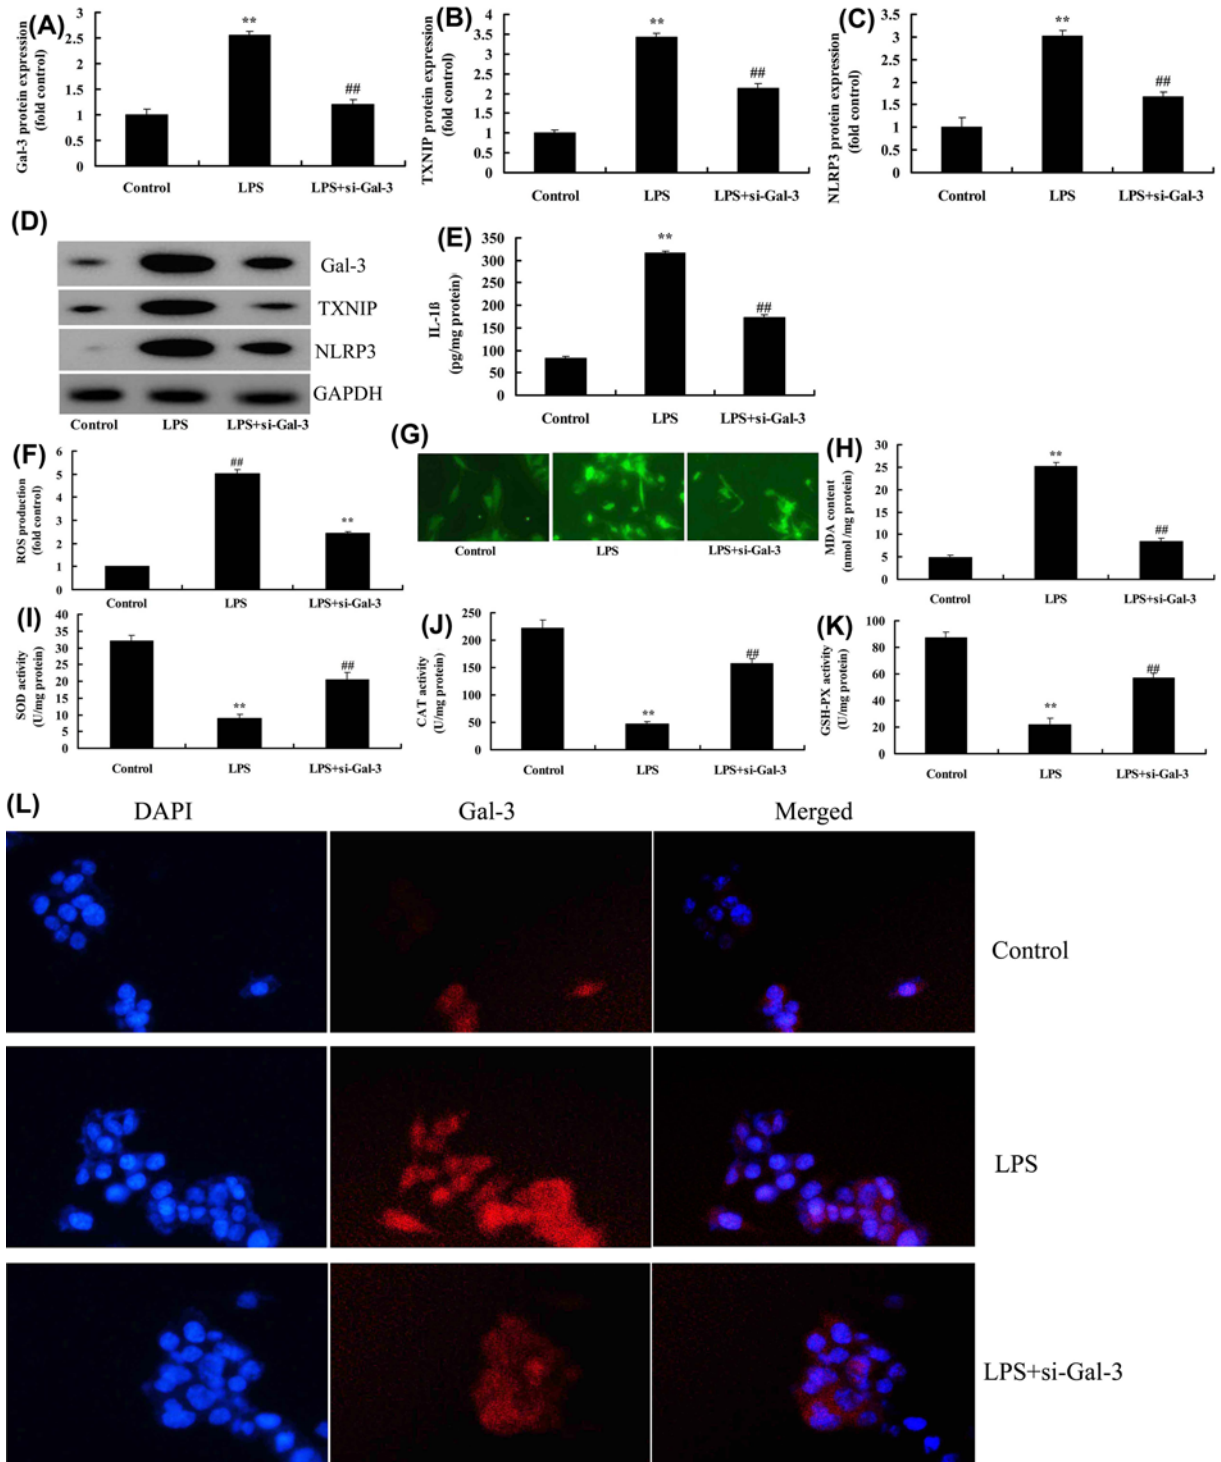 (A)
Gal-3 protein expression
(fold control)
3
2.5
2
1.5
1
0.5
0
**
##
Control
LPS
LPS+si-Gal-3
(B)
TXNIP protein expression
(fold control)
4
3.5
3
2.5
2
1.5
1
0.5
0
**
##
Control
LPS
LPS+si-Gal-3
(C)
NLRP3 protein expression
(fold control)
3.5
3
2.5
2
1.5
1
0.5
0
**
##
Control
LPS
LPS+si-Gal-3
(D)
Gal-3
TXNIP
NLRP3
GAPDH
Control
LPS
LPS+si-Gal-3
(E)
IL-1ß
(pg/mg protein)
350
300
250
200
150
100
50
0
**
##
Control
LPS
LPS+si-Gal-3
(F)
ROS production
(fold control)
6
5
4
3
2
1
0
##
**
Control
LPS
LPS+si-Gal-3
(G)
Control
LPS
LPS+si-Gal-3
(H)
MDA content
(nmol /mg protein)
30
25
20
15
10
5
0
**
##
Control
LPS
LPS+si-Gal-3
(I)
SOD activity
(U/mg protein)
40
35
30
25
20
15
10
5
0
**
##
Control
LPS
LPS+si-Gal-3
(J)
CAT activity
(U/mg protein)
250
200
150
100
50
0
**
##
Control
LPS
LPS+si-Gal-3
(K)
GSH-PX activity
(U/mg protein)
100
80
60
40
20
0
**
##
Control
LPS
LPS+si-Gal-3
(L)
DAPI
Gal-3
Merged
Control
LPS
LPS+si-Gal-3